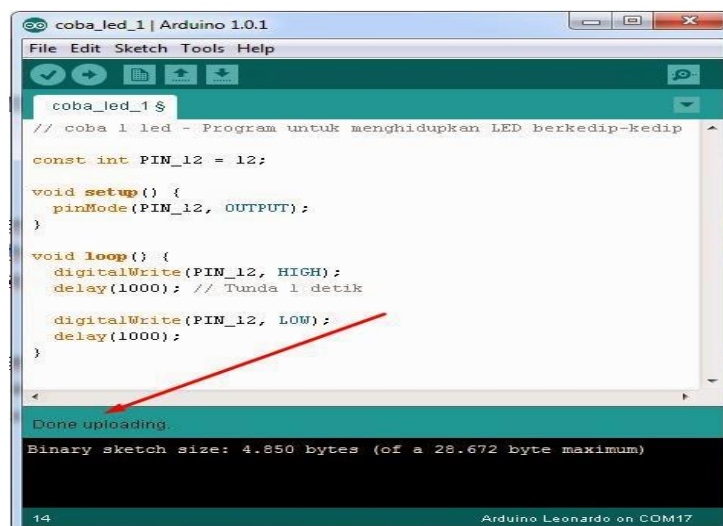 coba_led_1 | Arduino 1.0.1
File Edit Sketch Tools Help
coba_led_1 §
// coba 1 led - Program untuk menghidupkan LED berkedip-kedip
const int PIN_12 = 12;
void setup() {
pinMode(PIN_12, OUTPUT);
}
void loop() {
digitalWrite(PIN_12, HIGH);
delay(1000); // Tunda 1 detik
digitalWrite(PIN_12, LOW);
delay(1000);
}
Done uploading.
Binary sketch size: 4.850 bytes (of a 28.672 byte maximum)
14
Arduino Leonardo on COM17